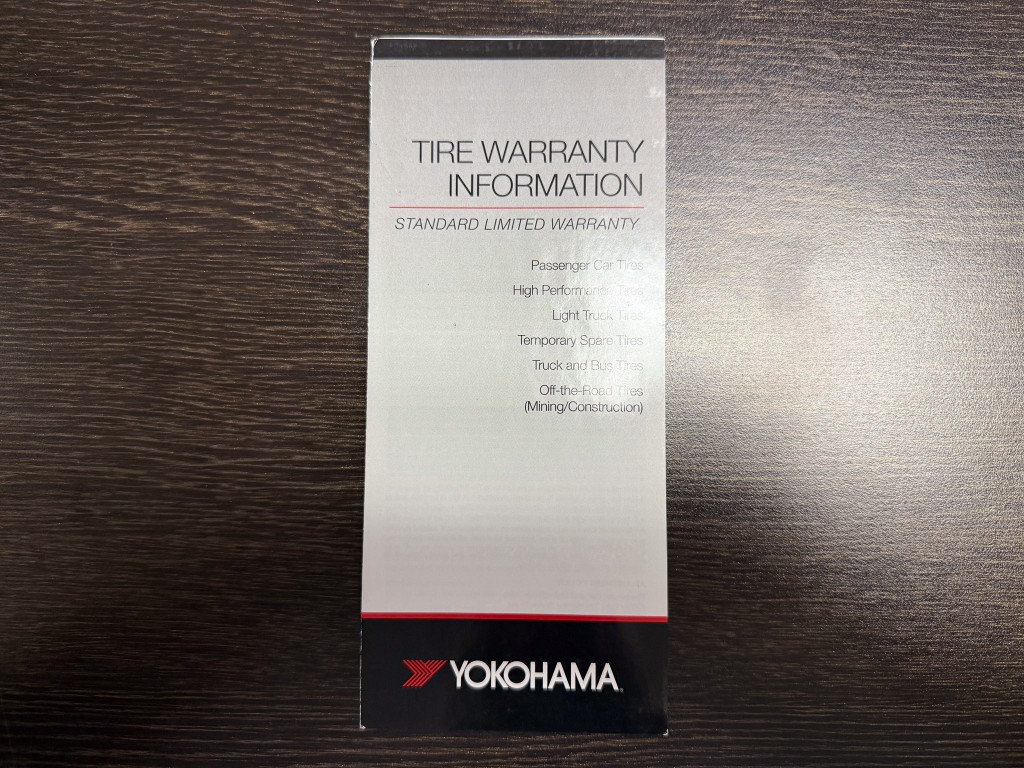 TIRE WARRANTY
INFORMATION
STANDARD LIMITED WARRANTY
Passenger Car Tires
High Performance Tires
Light Truck Tires
Temporary Spare Tires
Truck and Bus Tires
Off-the-Road Tires
(Mining/Construction)
YOKOHAMA